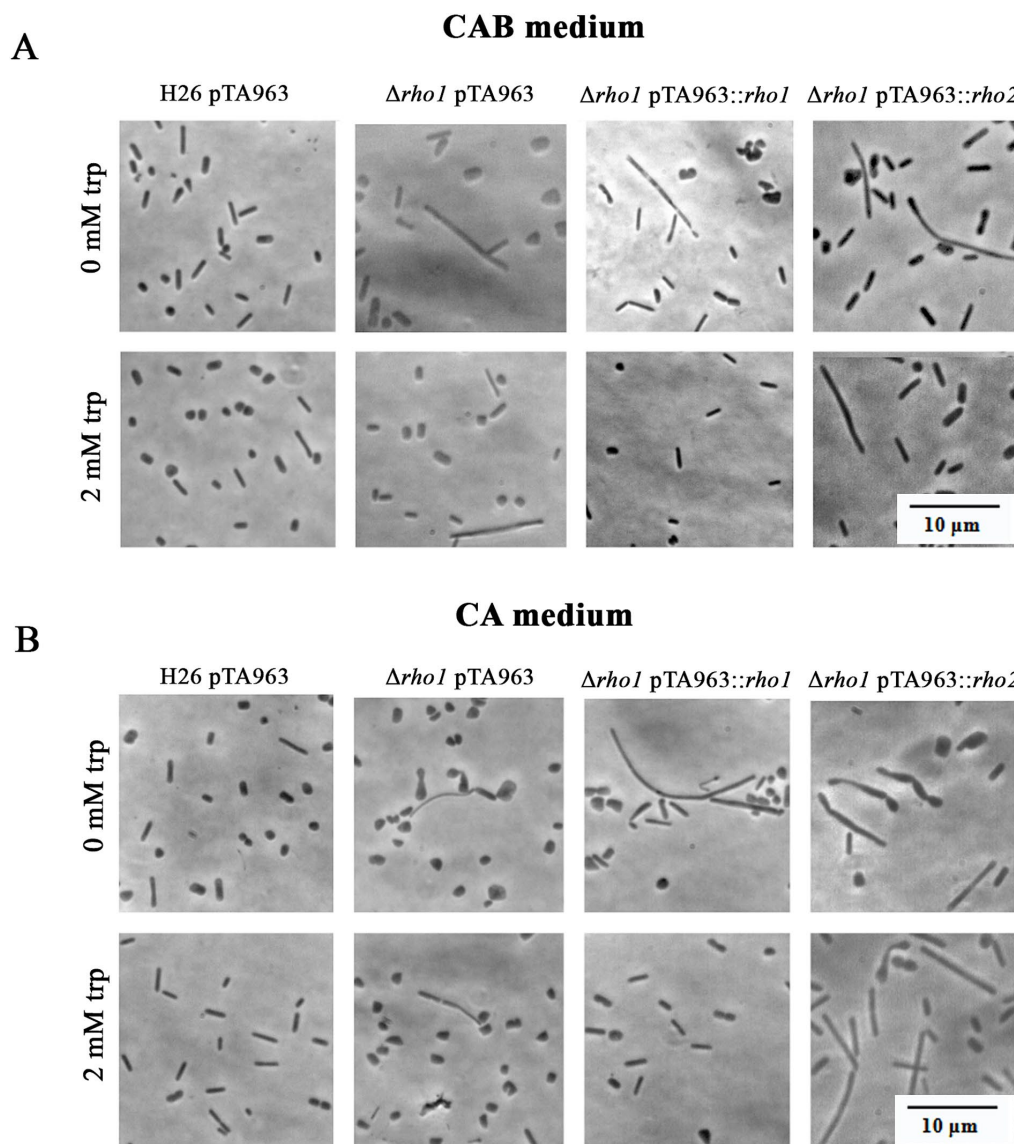 A
CAB medium
H26 pTA963 Δrho1 pTA963 Δrho1 pTA963::rho1 Δrho1 pTA963::rho2
0 mM trp
2 mM trp
10 μm
B
CA medium
H26 pTA963 Δrho1 pTA963 Δrho1 pTA963::rho1 Δrho1 pTA963::rho2
0 mM trp
2 mM trp
10 μm